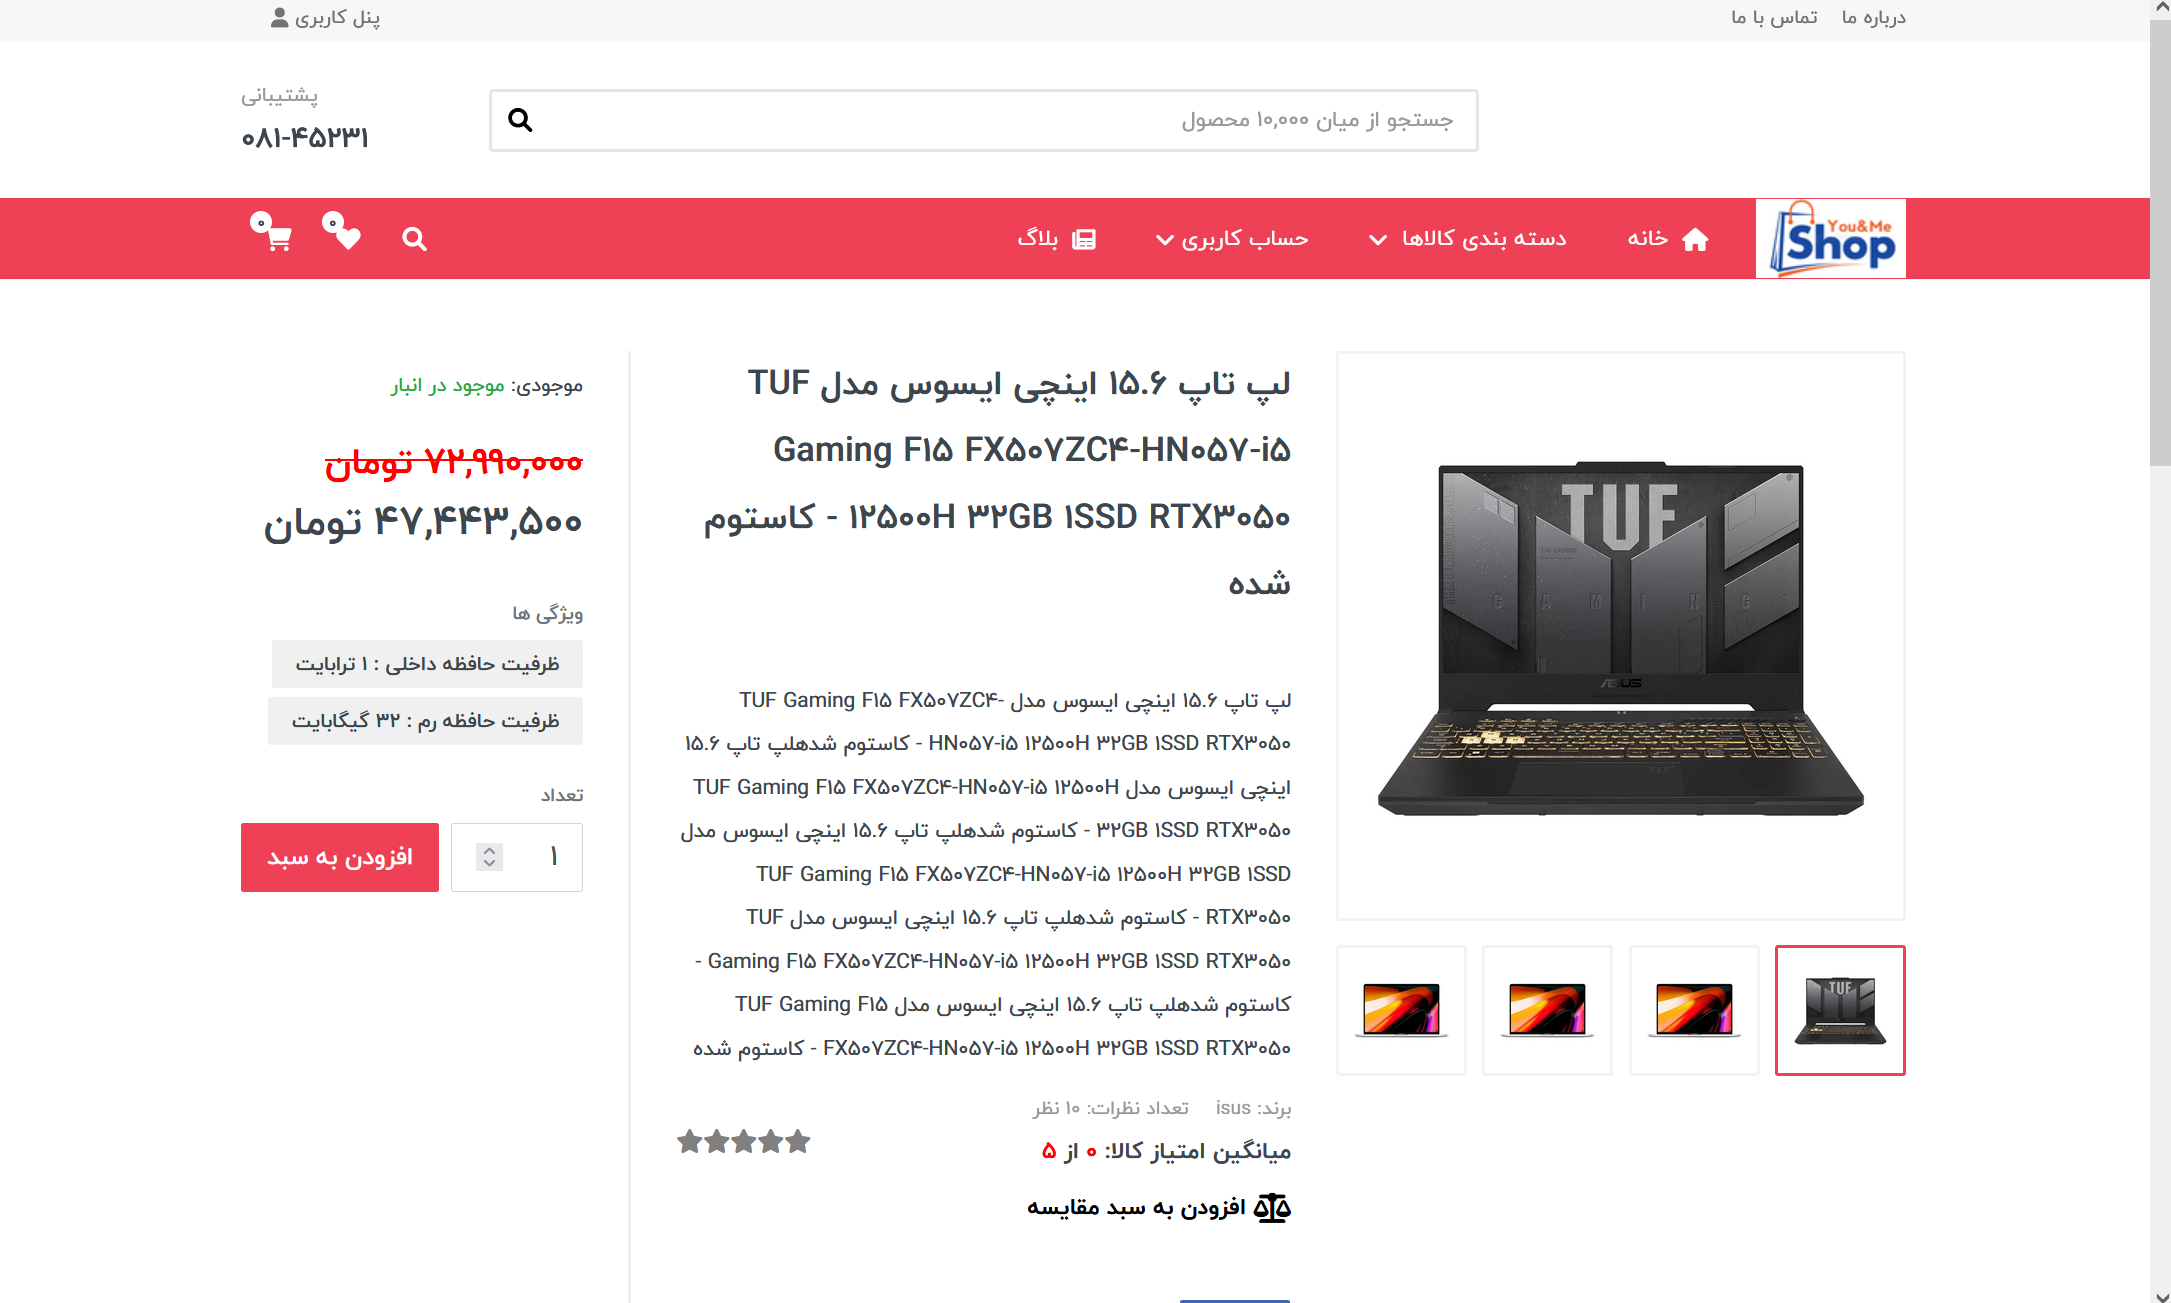 درباره ما
تماس با ما
پنل کاربری
جستجو از میان ۱۰,۰۰۰ محصول
پشتیبانی
۰۸۱-۴۵۲۳۱
You&Me
Shop
خانه
دسته بندی کالاها
حساب کاربری
بلاگ
۰
۰
لپ تاپ ۱۵.۶ اینچی ایسوس مدل TUF
Gaming F۱۵ FX۵۰۷ZC۴-HN۰۵۷-i۵
۱۲۵۰۰H ۳۲GB ۱SSD RTX۳۰۵۰ - کاستوم
شده
لپ تاپ ۱۵.۶ اینچی ایسوس مدل TUF Gaming F۱۵ FX۵۰۷ZC۴-
HN۰۵۷-i۵ ۱۲۵۰۰H ۳۲GB ۱SSD RTX۳۰۵۰ - کاستوم شدهلپ تاپ ۱۵.۶
اینچی ایسوس مدل TUF Gaming F۱۵ FX۵۰۷ZC۴-HN۰۵۷-i۵ ۱۲۵۰۰H
۳۲GB ۱SSD RTX۳۰۵۰ - کاستوم شدهلپ تاپ ۱۵.۶ اینچی ایسوس مدل
TUF Gaming F۱۵ FX۵۰۷ZC۴-HN۰۵۷-i۵ ۱۲۵۰۰H ۳۲GB ۱SSD
RTX۳۰۵۰ - کاستوم شدهلپ تاپ ۱۵.۶ اینچی ایسوس مدل TUF
Gaming F۱۵ FX۵۰۷ZC۴-HN۰۵۷-i۵ ۱۲۵۰۰H ۳۲GB ۱SSD RTX۳۰۵۰ -
کاستوم شدهلپ تاپ ۱۵.۶ اینچی ایسوس مدل TUF Gaming F۱۵
FX۵۰۷ZC۴-HN۰۵۷-i۵ ۱۲۵۰۰H ۳۲GB ۱SSD RTX۳۰۵۰ - کاستوم شده
برند: isus تعداد نظرات: ۱۰ نظر
میانگین امتیاز کالا: ۰ از ۵
افزودن به سبد مقایسه
موجودی: موجود در انبار
۷۲,۹۹۰,۰۰۰ تومان
۴۷,۴۴۳,۵۰۰ تومان
ویژگی ها
ظرفیت حافظه داخلی : ۱ ترابایت
ظرفیت حافظه رم : ۳۲ گیگابایت
تعداد
۱
افزودن به سبد
TUF
GAMING
ASUS
TUF